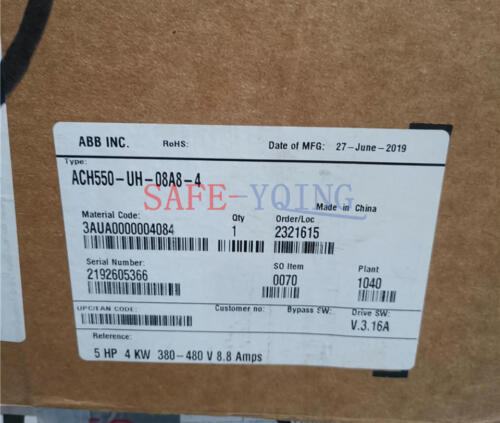 ABB INC. RoHS: Date of MFG: 27-June-2019
Type:
ACH550-UH-08A8-4
SAFE-YQING
Made in China
Material Code: Qty Order/Loc
3AUA0000004084 1 2321615
Serial Number: SO Item Plant
2192605366 0070 1040
UPC/EAN CODE: Customer no: Bypass SW: Drive SW:
V.3.16A
Reference:
5 HP 4 KW 380-480 V 8.8 Amps